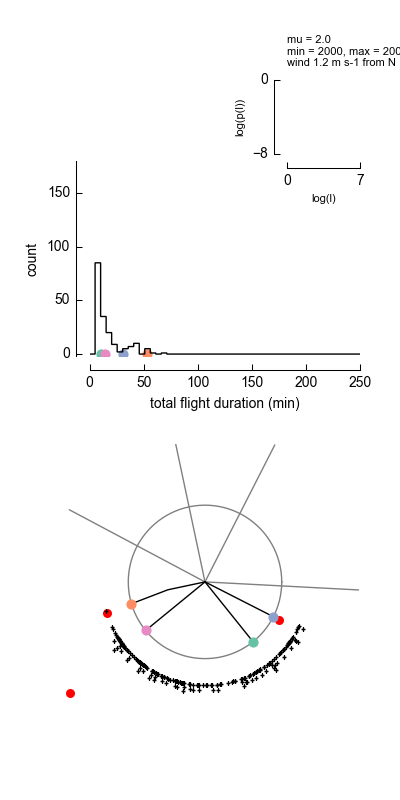 mu = 2.0
min = 2000, max = 200
wind 1.2 m s-1 from N
0
log(p(l))
−8
0 7
log(l)
150
100
50
0
count
0 50 100 150 200 250
total flight duration (min)